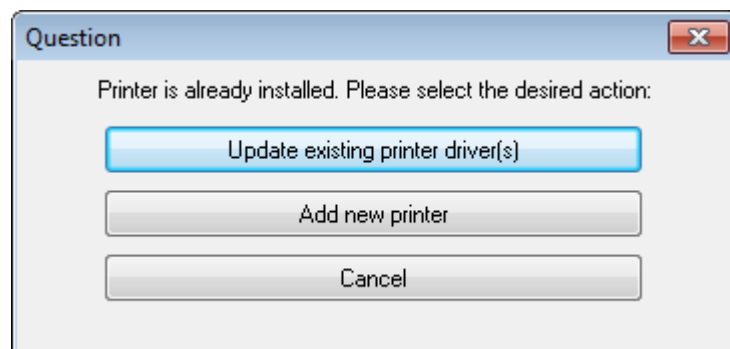 Question
Printer is already installed. Please select the desired action:
Update existing printer driver(s)
Add new printer
Cancel